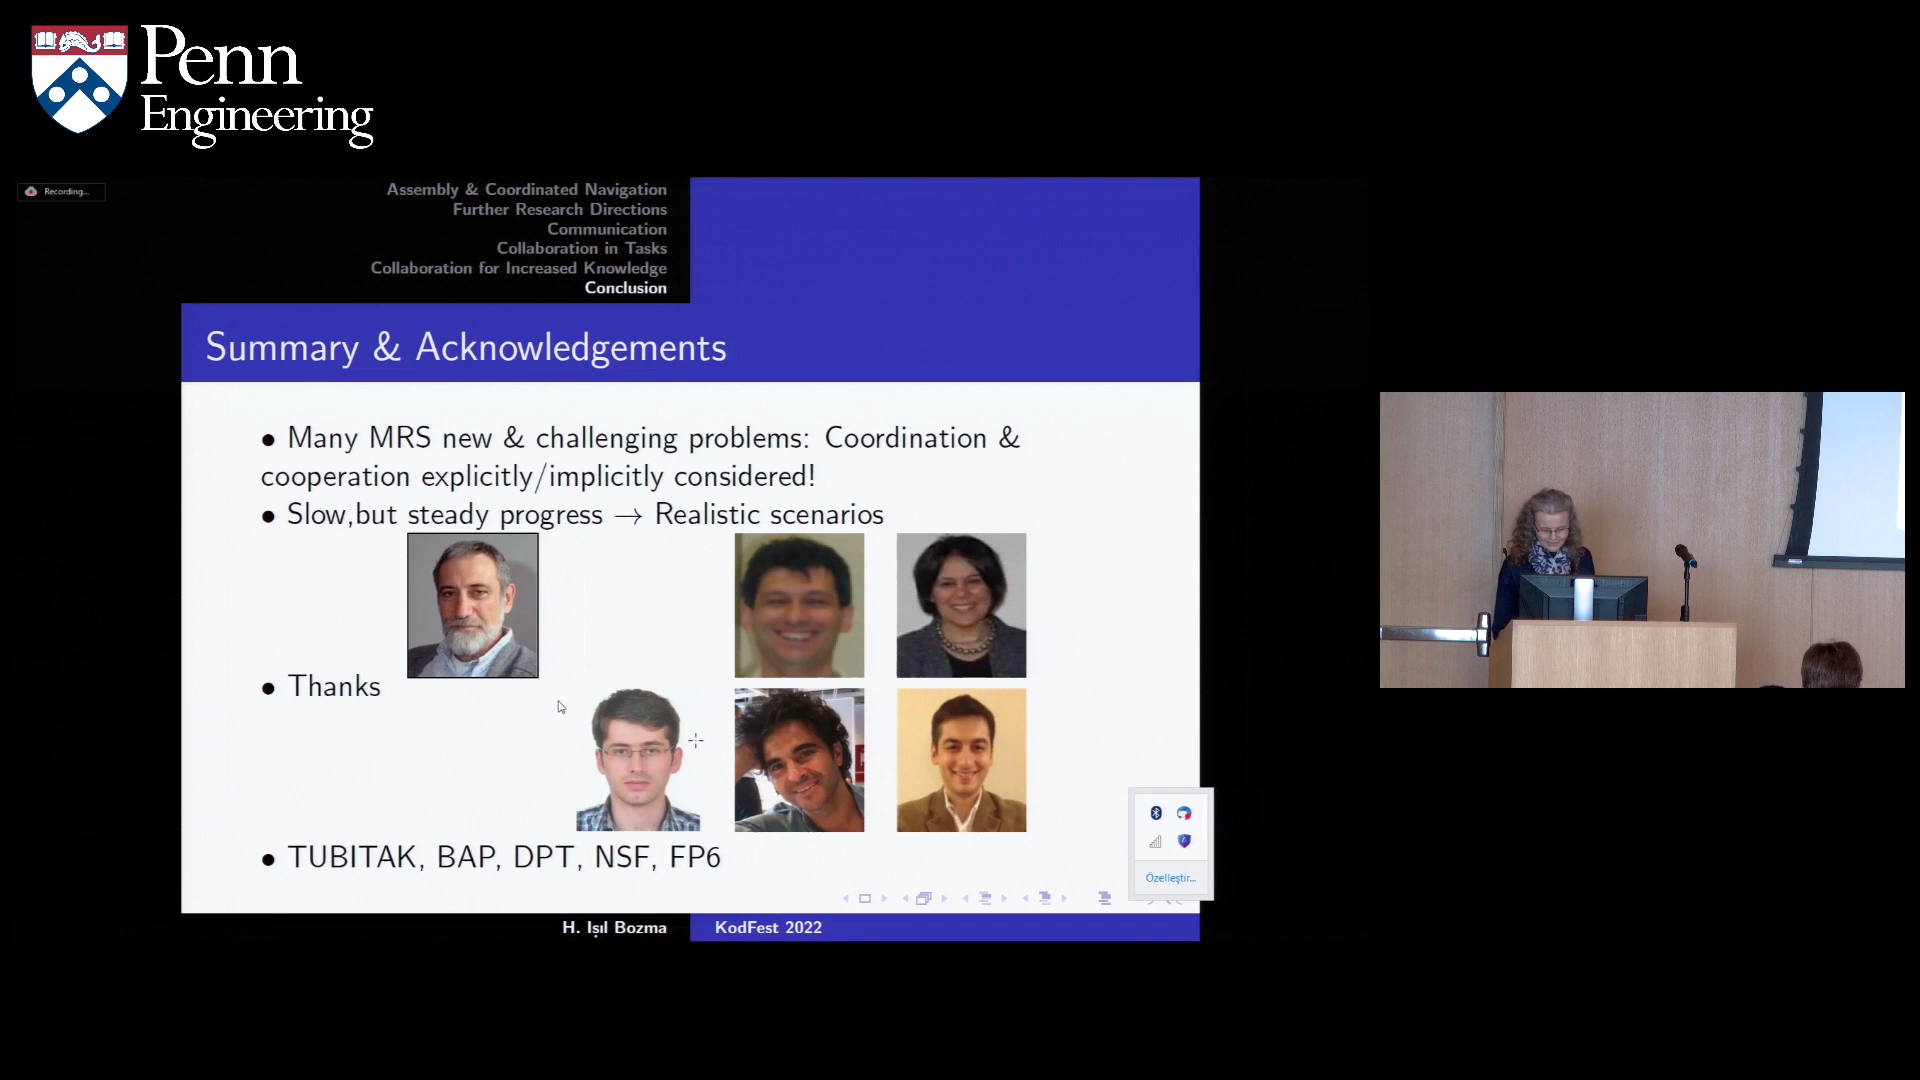 Penn
Engineering
Recording...
Assembly & Coordinated Navigation
Further Research Directions
Communication
Collaboration in Tasks
Collaboration for Increased Knowledge
Conclusion
Summary & Acknowledgements
• Many MRS new & challenging problems: Coordination &
cooperation explicitly/implicitly considered!
• Slow,but steady progress → Realistic scenarios
• Thanks
• TUBITAK, BAP, DPT, NSF, FP6
Özelleştir...
H. Işıl Bozma
KodFest 2022